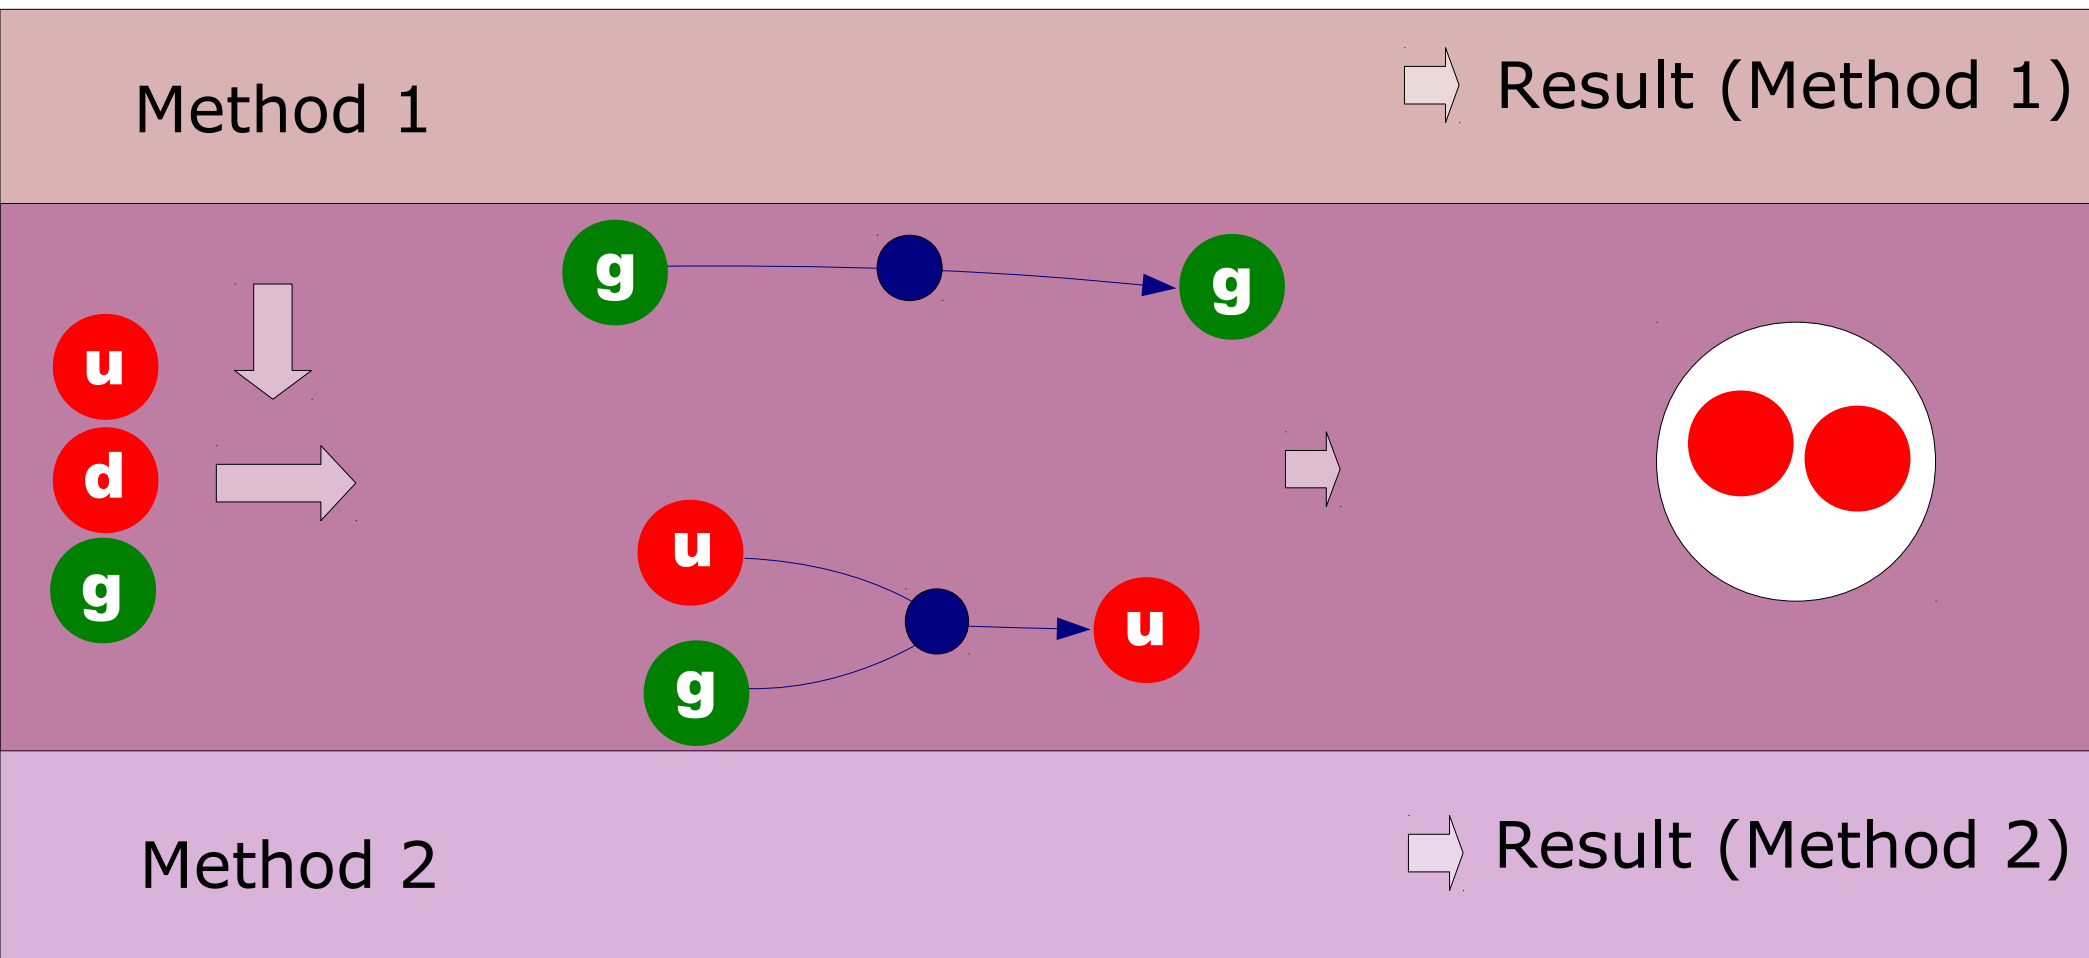 Method 1
Result (Method 1)
g
g
u
d
g
u
g
u
Method 2
Result (Method 2)